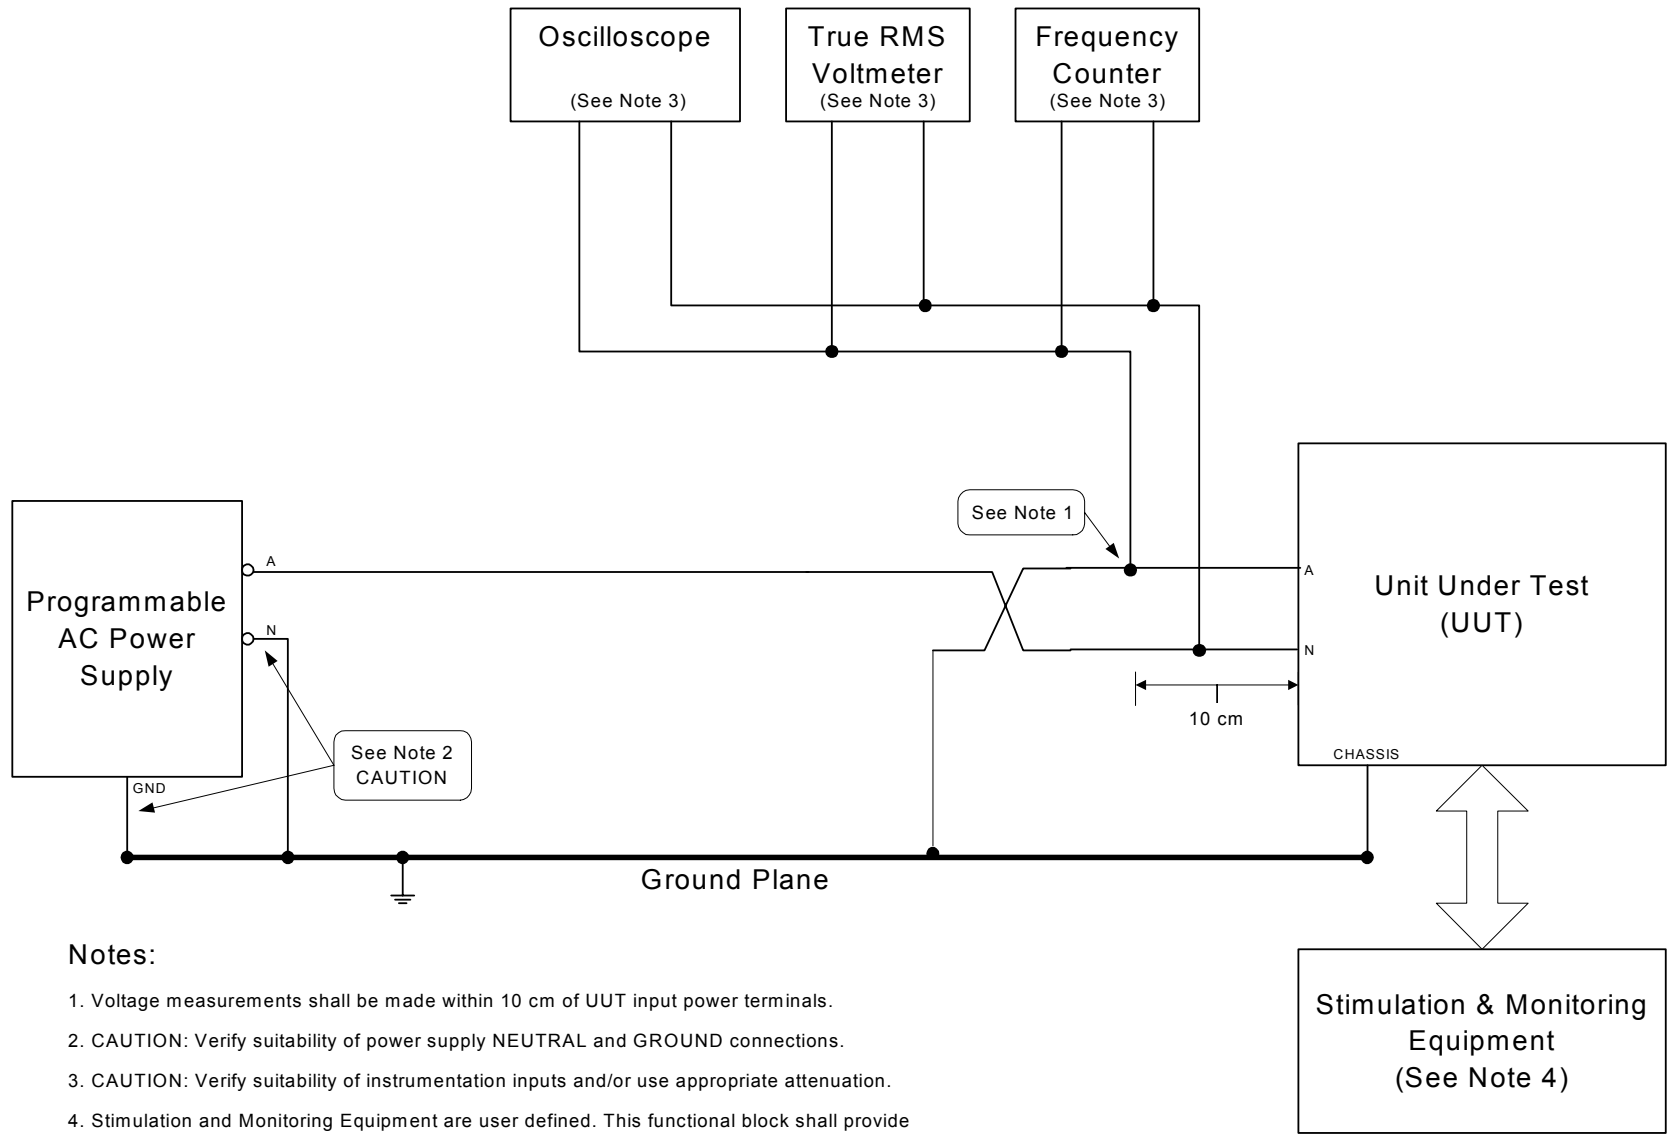 Oscilloscope
(See Note 3)
True RMS
Voltmeter
(See Note 3)
Frequency
Counter
(See Note 3)
See Note 1
Programmable
AC Power
Supply
A
N
GND
See Note 2
CAUTION
A
N
Unit Under Test
(UUT)
10 cm
CHASSIS
Ground Plane
Stimulation & Monitoring
Equipment
(See Note 4)
Notes:
1. Voltage measurements shall be made within 10 cm of UUT input power terminals.
2. CAUTION: Verify suitability of power supply NEUTRAL and GROUND connections.
3. CAUTION: Verify suitability of instrumentation inputs and/or use appropriate attenuation.
4. Stimulation and Monitoring Equipment are user defined. This functional block shall provide